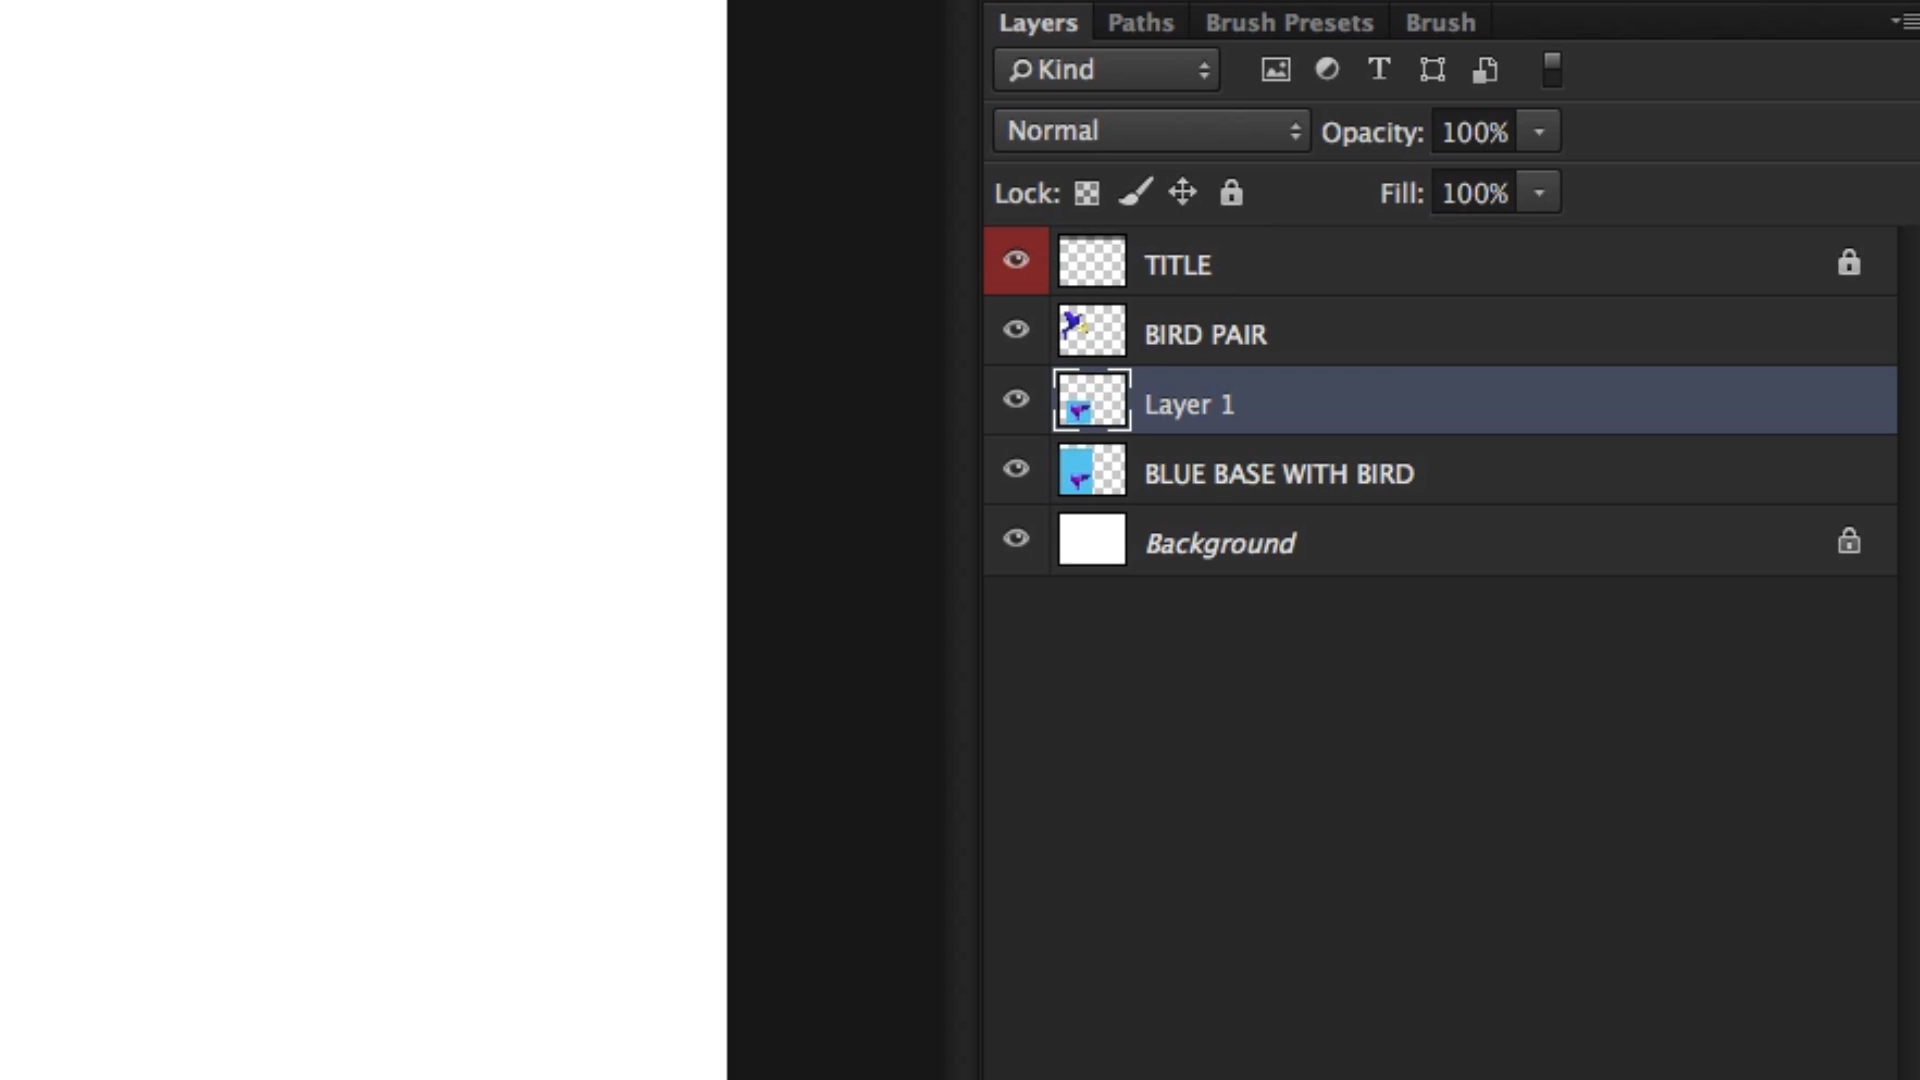 Layers Paths Brush Presets Brush
Kind T
Normal Opacity: 100%
Lock: Fill: 100%
TITLE
BIRD PAIR
Layer 1
BLUE BASE WITH BIRD
Background